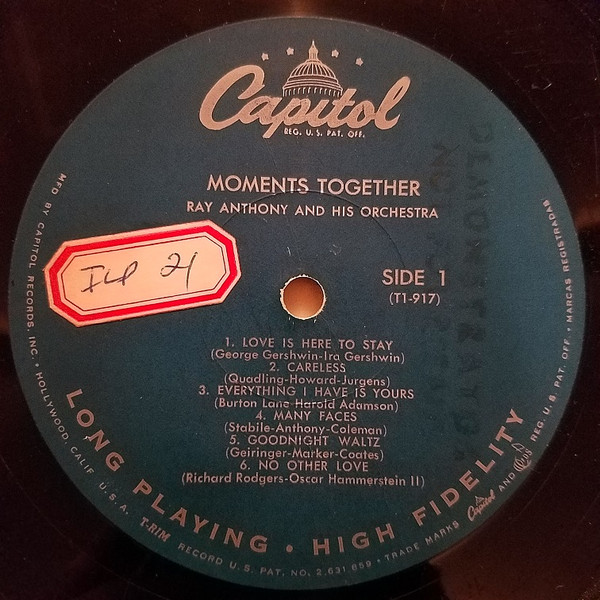 Capitol
REG. U. S. PAT. OFF.
MOMENTS TOGETHER
RAY ANTHONY AND HIS ORCHESTRA
SIDE 1
(T1-917)
1. LOVE IS HERE TO STAY
(George Gershwin-Ira Gershwin)
2. CARELESS
(Quadling-Howard-Jurgens)
3. EVERYTHING I HAVE IS YOURS
(Burton Lane-Harold Adamson)
4. MANY FACES
(Stabile-Anthony-Coleman)
5. GOODNIGHT WALTZ
(Geiringer-Marker-Coates)
6. NO OTHER LOVE
(Richard Rodgers-Oscar Hammerstein II)
LONG PLAYING • HIGH FIDELITY
MFD BY CAPITOL RECORDS, INC. • HOLLYWOOD, CALIF. U. S. A. T-RIM RECORD U. S. PAT. NO. 2,631,859 • TRADE MARKS Capitol AND REG. U. S. PAT. OFF. • MARCAS REGISTRADAS